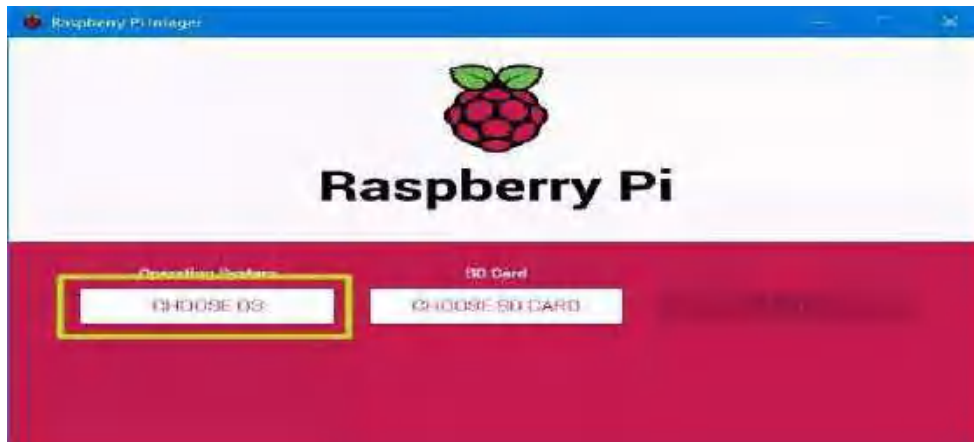 Raspberry Pi Imager
Raspberry Pi
Operating System
SD Card
CHOOSE OS
CHOOSE SD CARD